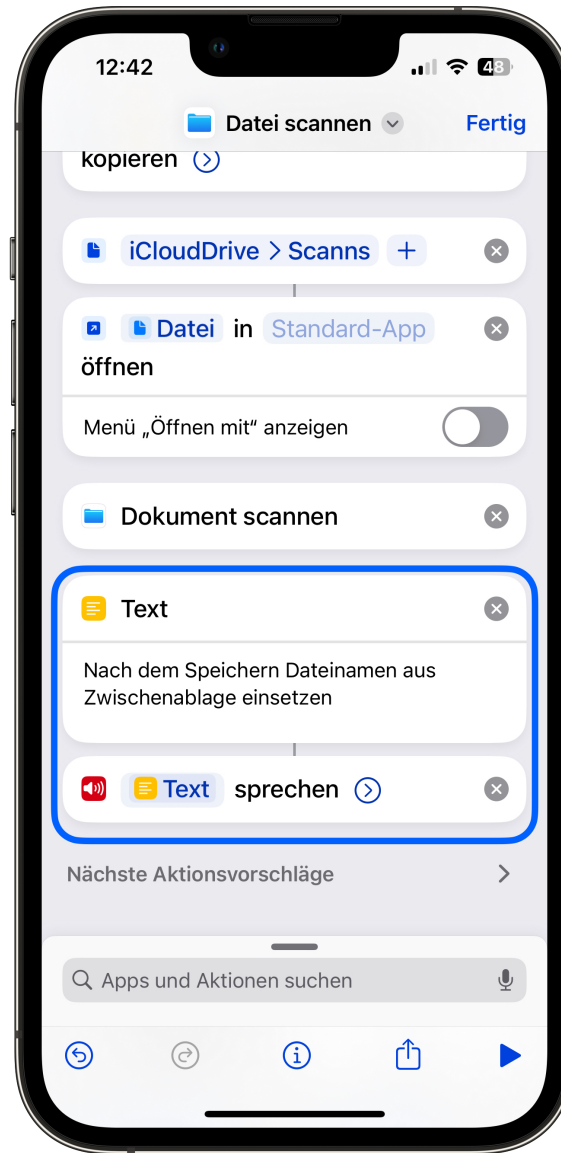 12:42
48
Datei scannen
Fertig
kopieren
iCloudDrive > Scanns +
Datei in Standard-App
öffnen
Menü „Öffnen mit“ anzeigen
Dokument scannen
Text
Nach dem Speichern Dateinamen aus
Zwischenablage einsetzen
Text sprechen
Nächste Aktionsvorschläge
Apps und Aktionen suchen